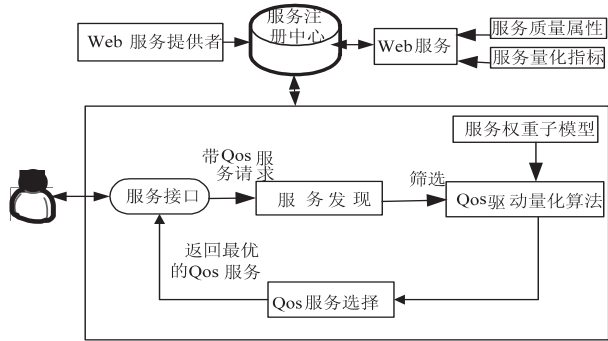 Web 服务提供者
服务注
册中心
Web服务
服务质量属性
服务量化指标
服务权重子模型
带Qos服
务请求
服务接口
服务发现
筛选
Qos驱动量化算法
返回最优
的Qos 服务
Qos服务选择